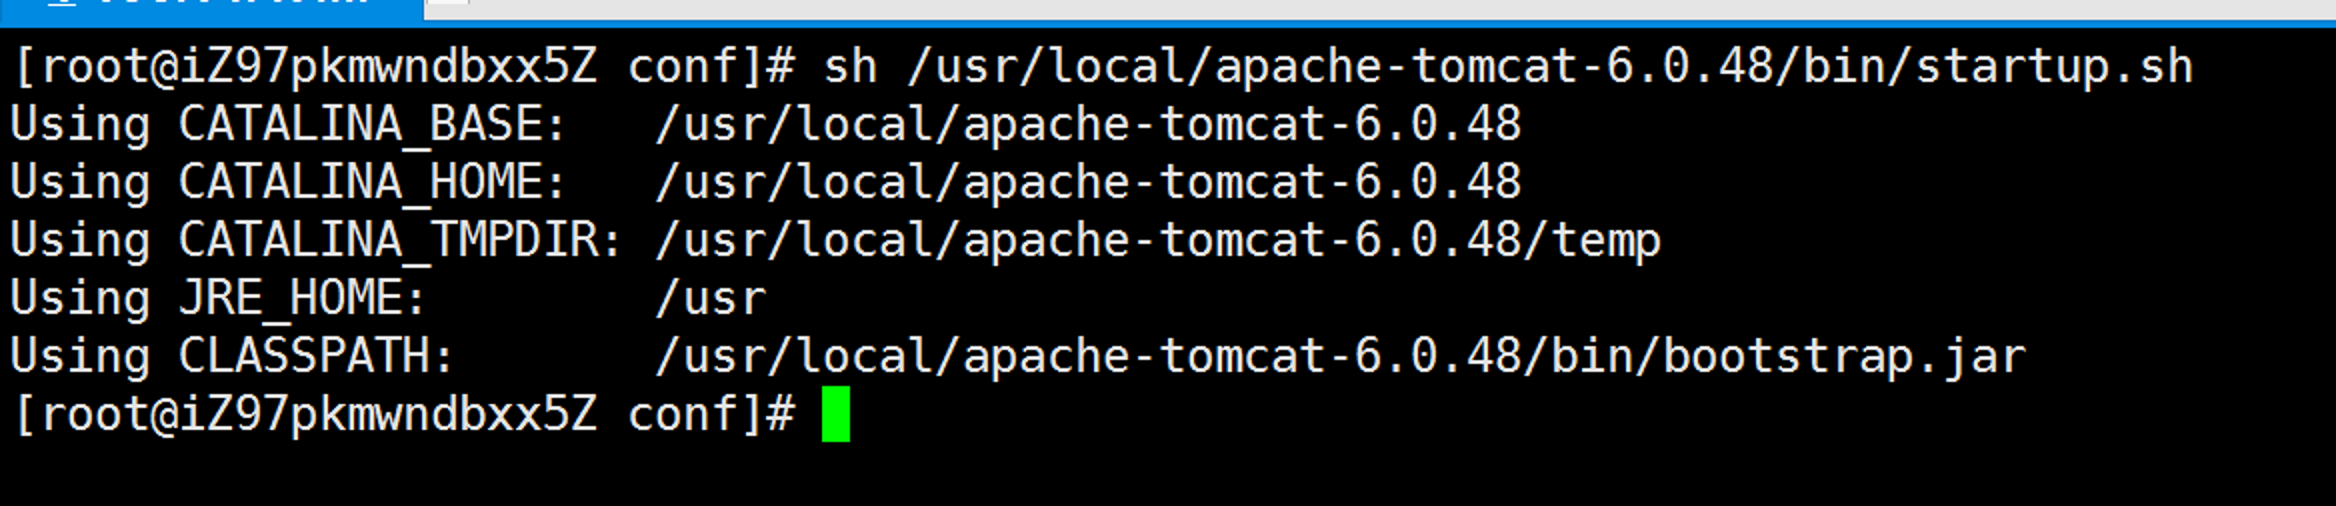 [root@iZ97pkmwndbxx5Z conf]# sh /usr/local/apache-tomcat-6.0.48/bin/startup.sh
Using CATALINA_BASE:   /usr/local/apache-tomcat-6.0.48
Using CATALINA_HOME:   /usr/local/apache-tomcat-6.0.48
Using CATALINA_TMPDIR: /usr/local/apache-tomcat-6.0.48/temp
Using JRE_HOME:        /usr
Using CLASSPATH:       /usr/local/apache-tomcat-6.0.48/bin/bootstrap.jar
[root@iZ97pkmwndbxx5Z conf]#